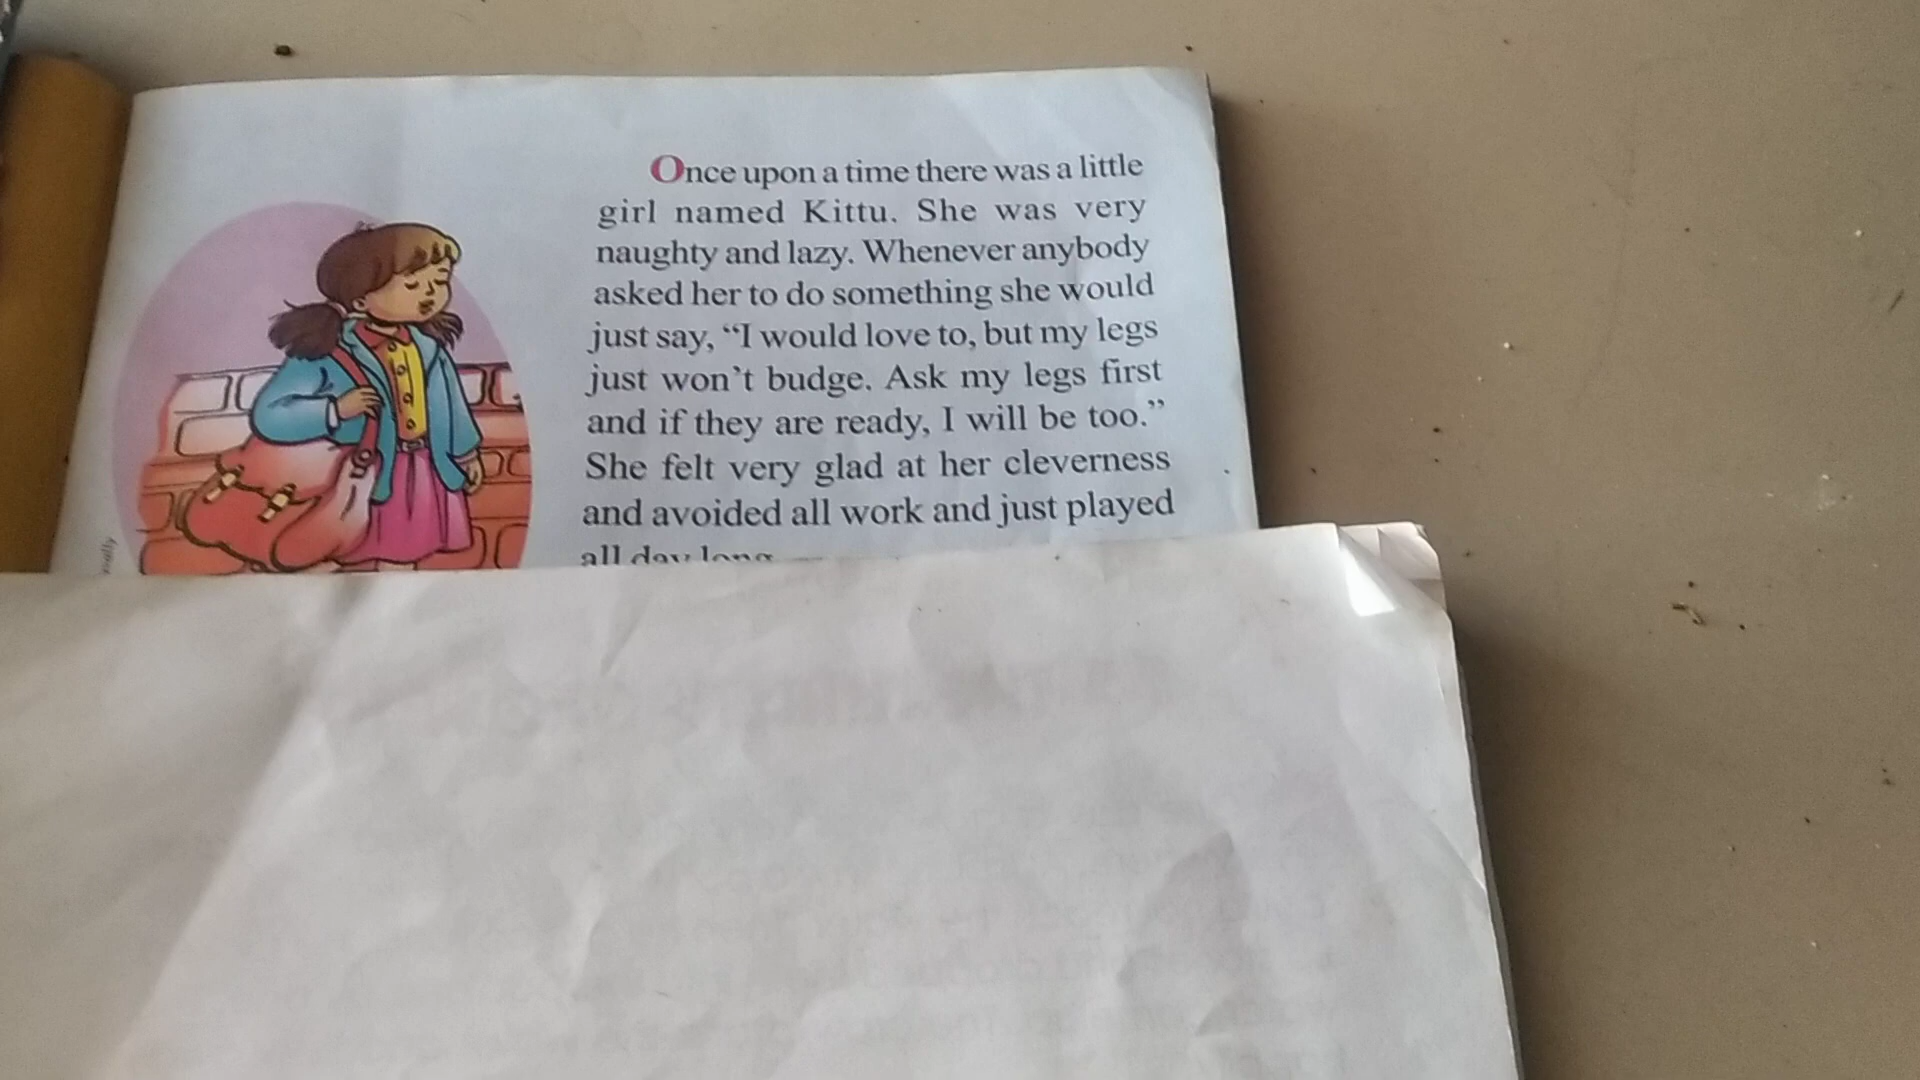 Once upon a time there was a little
girl named Kittu. She was very
naughty and lazy. Whenever anybody
asked her to do something she would
just say, “I would love to, but my legs
just won’t budge. Ask my legs first
and if they are ready, I will be too.”
She felt very glad at her cleverness
and avoided all work and just played
all day long